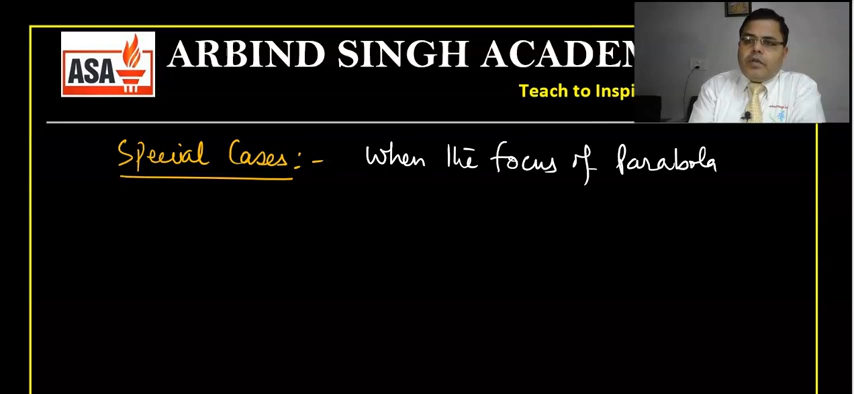 ASA
ARBIND SINGH ACADEM
Teach to Inspi
Special Cases:- When the focus of Parabola